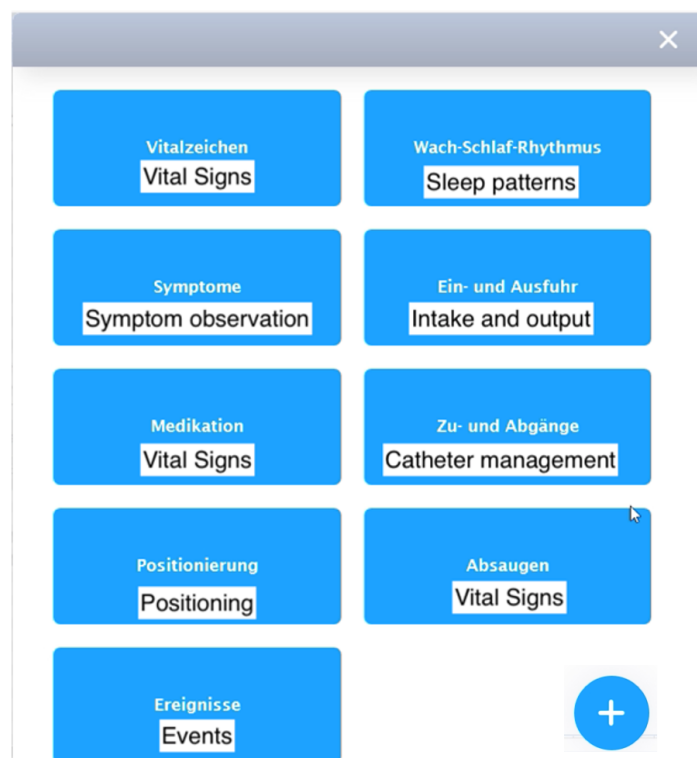 Vitalzeichen
Vital Signs
Wach-Schlaf-Rhythmus
Sleep patterns
Symptome
Symptom observation
Ein- und Ausfuhr
Intake and output
Medikation
Vital Signs
Zu- und Abgänge
Catheter management
Positionierung
Positioning
Absaugen
Vital Signs
Ereignisse
Events